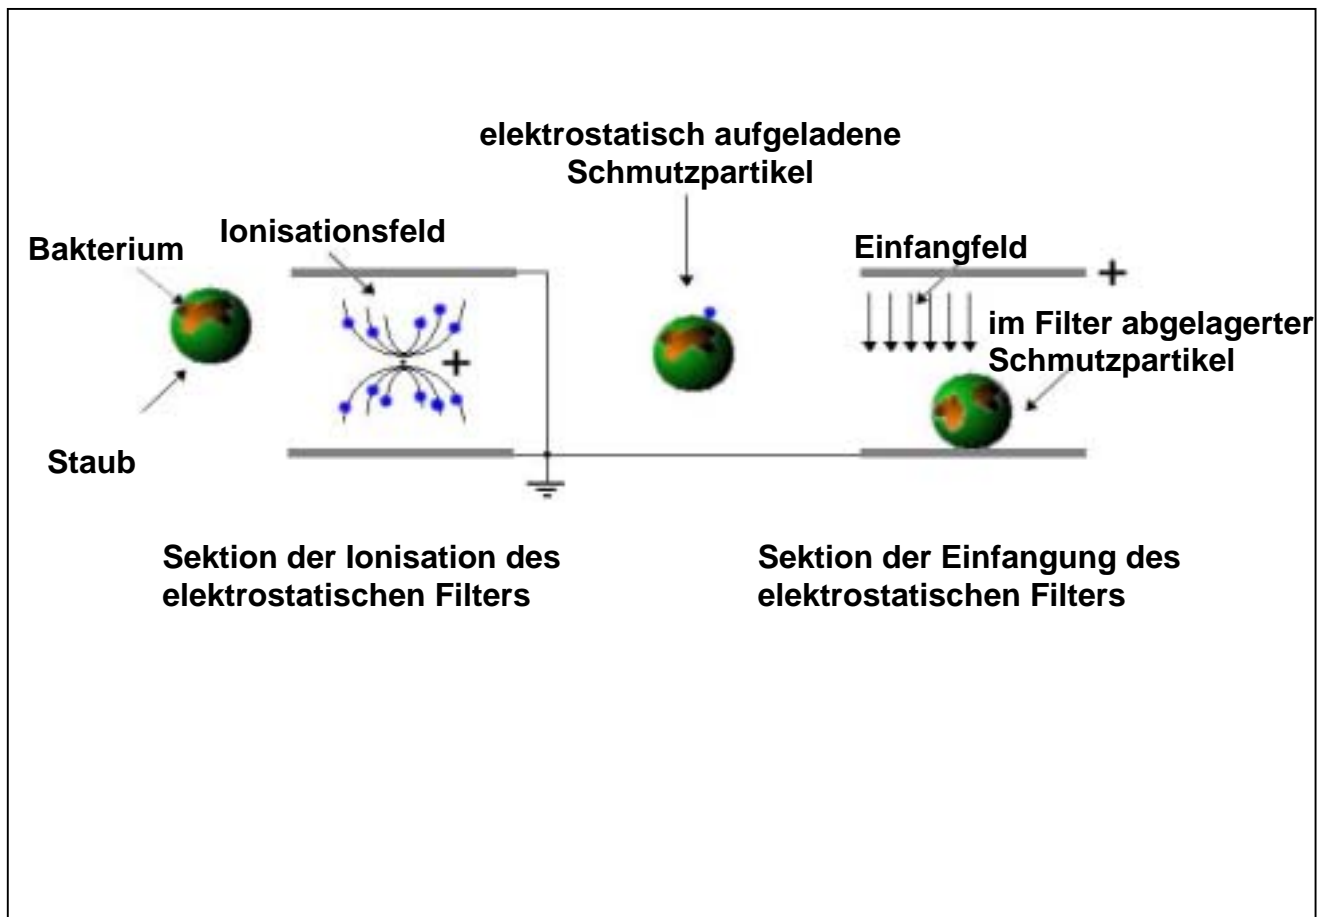 elektrostatisch aufgeladene
Schmutzpartikel
Ionisationsfeld
Bakterium
Einfangfeld
+
im Filter abgelagerter
Schmutzpartikel
+
Staub
Sektion der Ionisation des
elektrostatischen Filters
Sektion der Einfangung des
elektrostatischen Filters